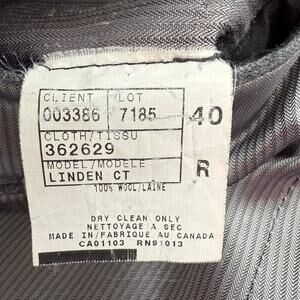 CLIENT LOT
003386 7185 40
CLOTH/TISSU
362629
MODEL/MODELE
LINDEN CT R
100% WOOL/LAINE
DRY CLEAN ONLY
NETTOYAGE A SEC
MADE IN/FABRIQUE AU CANADA
CA01103 RN91013